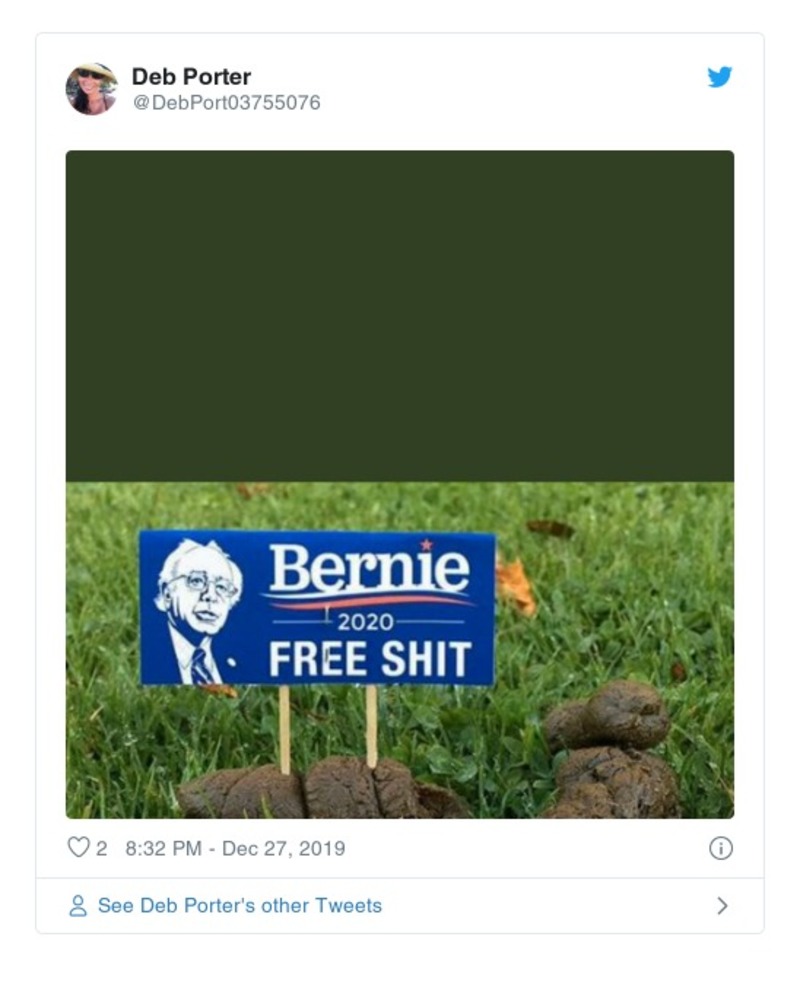 Deb Porter
@DebPort03755076
Bernie
2020
FREE SHIT
2 8:32 PM - Dec 27, 2019
See Deb Porter's other Tweets